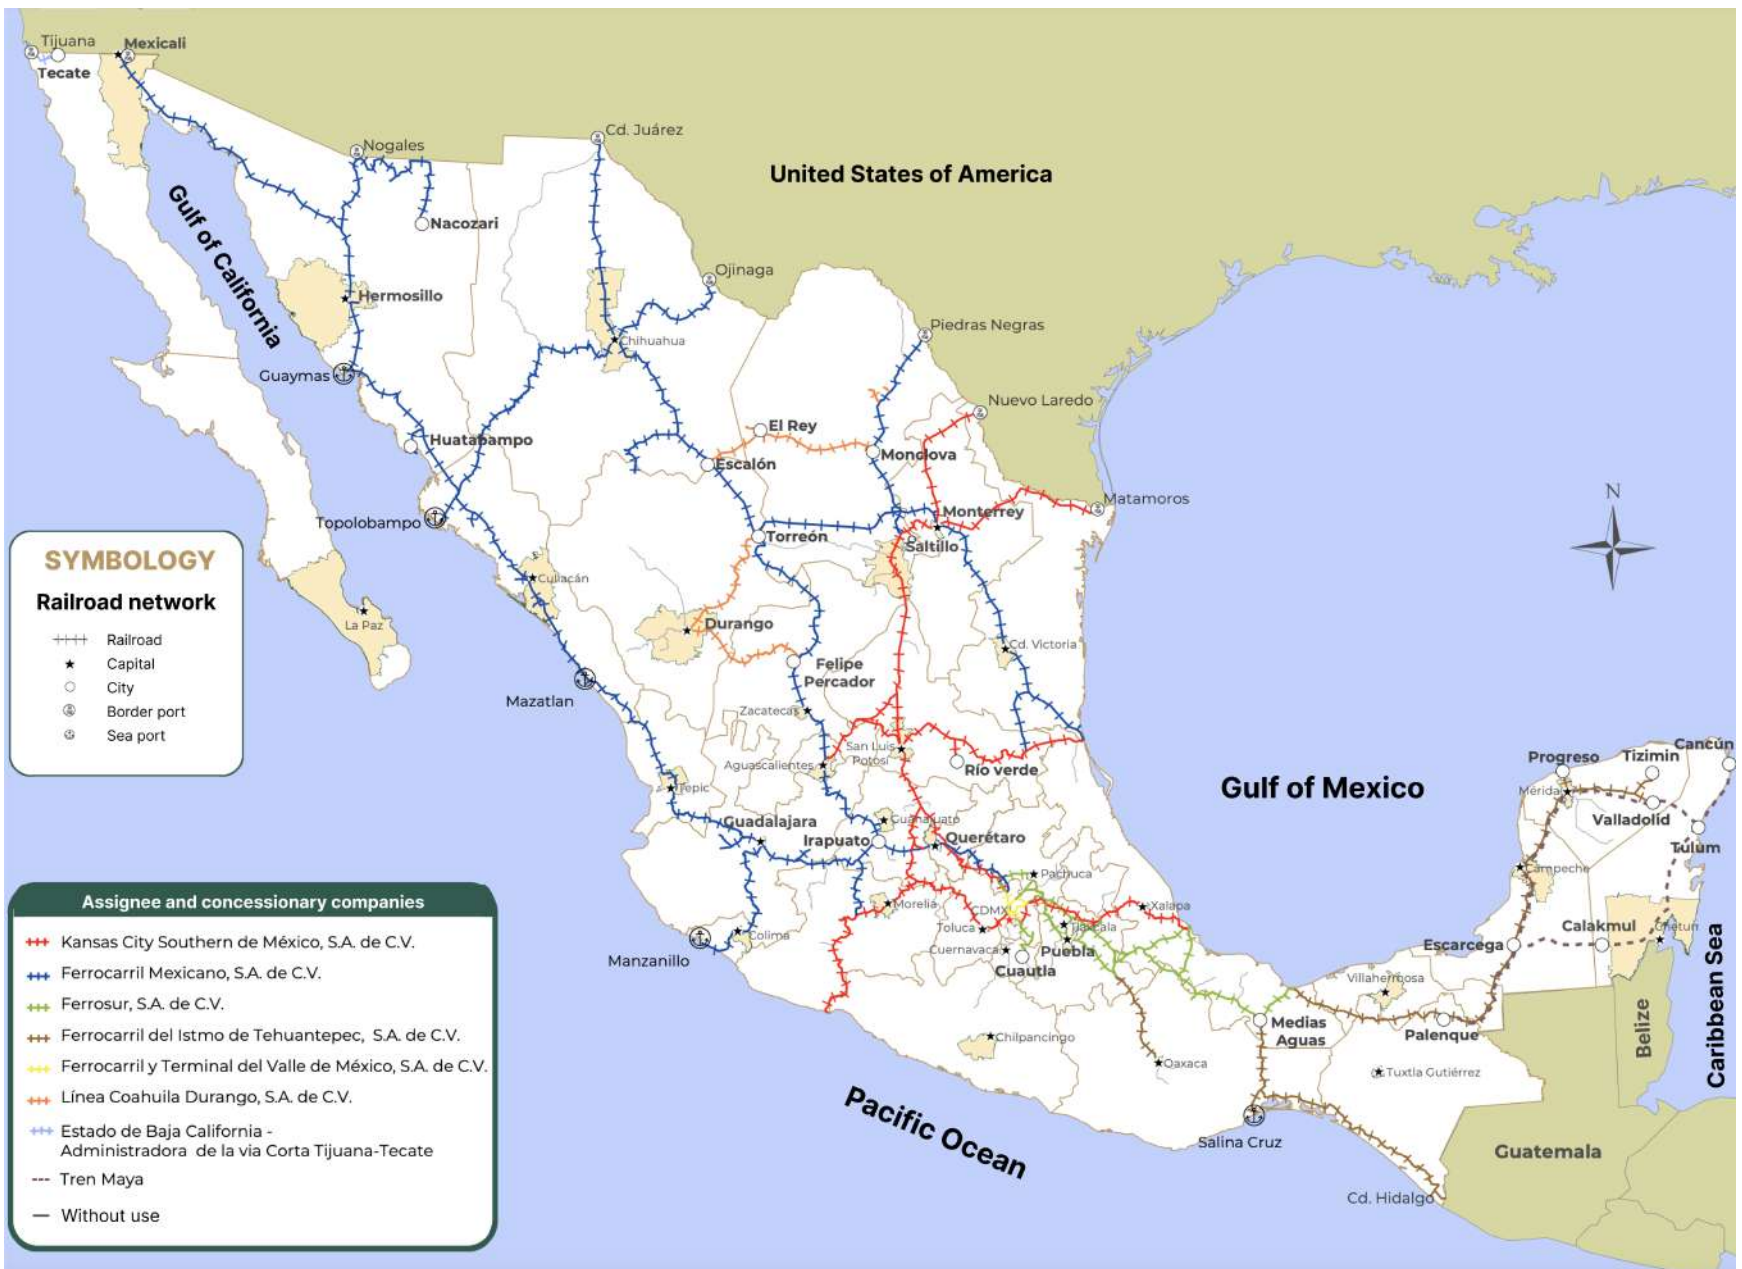 Tijuana
Mexicali
Tecate
Nogales
Cd. Juárez
United States of America
Nacozari
Gulf of California
Ojinaga
Hermosillo
Chihuahua
Piedras Negras
Guaymas
Nuevo Laredo
Huatabampo
El Rey
Monclova
Escalón
N
Matamoros
Monterrey
Topolobampo
Torreón
Saltillo
Culiacán
SYMBOLOGY
Railroad network
Railroad
Capital
City
Border port
Sea port
La Paz
Durango
Cd. Victoria
Felipe
Percador
Mazatlan
Zacatecas
San Luis
Potosí
Aguascalientes
Río verde
Cancún
Progreso
Tizimin
Gulf of Mexico
Mérida
Tepic
Valladolid
Guadalajara
Guanajuato
Irapuato
Querétaro
Tulum
Pachuca
Campeche
Morelia
CDMX
Xalapa
Toluca
Tlaxcala
Calakmul
Chetun
Colima
Cuernavaca
Puebla
Escarcega
Manzanillo
Cuautla
Villahermosa
Caribbean Sea
Medias
Aguas
Palenque
Belize
Chilpancingo
Oaxaca
Tuxtla Gutiérrez
Pacific Ocean
Salina Cruz
Guatemala
Cd. Hidalgo
Assignee and concessionary companies
Kansas City Southern de México, S.A. de C.V.
Ferrocarril Mexicano, S.A. de C.V.
Ferrosur, S.A. de C.V.
Ferrocarril del Istmo de Tehuantepec, S.A. de C.V.
Ferrocarril y Terminal del Valle de México, S.A. de C.V.
Línea Coahuila Durango, S.A. de C.V.
Estado de Baja California -
Administradora de la via Corta Tijuana-Tecate
Tren Maya
Without use